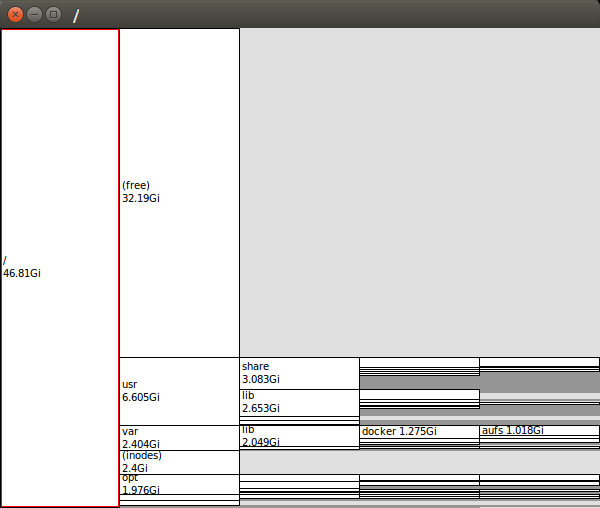 /
/
46.81Gi
(free)
32.19Gi
usr
6.605Gi
share
3.083Gi
lib
2.653Gi
var
2.404Gi
lib
2.049Gi
docker 1.275Gi
aufs 1.018Gi
(inodes)
2.4Gi
opt
1.976Gi